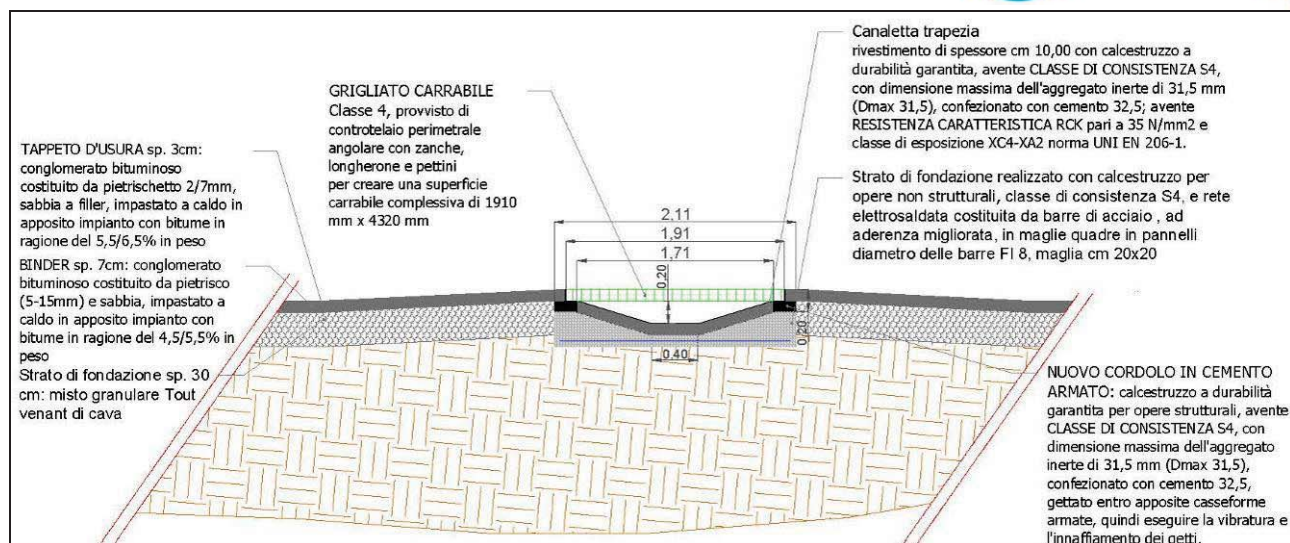 TAPPETO D'USURA sp. 3cm:
conglomerato bituminoso
costituito da pietrischetto 2/7mm,
sabbia a filler, impastato a caldo in
apposito impianto con bitume in
ragione del 5,5/6,5% in peso
BINDER sp. 7cm: conglomerato
bituminoso costituito da pietrisco
(5-15mm) e sabbia, impastato a
caldo in apposito impianto con
bitume in ragione del 4,5/5,5% in
peso
Strato di fondazione sp. 30
cm: misto granulare Tout
venant di cava
GRIGLIATO CARRABILE
Classe 4, provvisto di
controtelaio perimetrale
angolare con zanche,
longherone e pettini
per creare una superficie
carrabile complessiva di 1910
mm x 4320 mm
2,11
1,91
1,71
0,20
0,40
0,20
Canaletta trapezia
rivestimento di spessore cm 10,00 con calcestruzzo a
durabilità garantita, avente CLASSE DI CONSISTENZA S4,
con dimensione massima dell'aggregato inerte di 31,5 mm
(Dmax 31,5), confezionato con cemento 32,5; avente
RESISTENZA CARATTERISTICA RCK pari a 35 N/mm2 e
classe di esposizione XC4-XA2 norma UNI EN 206-1.
Strato di fondazione realizzato con calcestruzzo per
opere non strutturali, classe di consistenza S4, e rete
elettrosaldata costituita da barre di acciaio , ad
aderenza migliorata, in maglie quadre in pannelli
diametro delle barre FI 8, maglia cm 20x20
NUOVO CORDOLO IN CEMENTO
ARMATO: calcestruzzo a durabilità
garantita per opere strutturali, avente
CLASSE DI CONSISTENZA S4, con
dimensione massima dell'aggregato
inerte di 31,5 mm (Dmax 31,5),
confezionato con cemento 32,5,
gettato entro apposite casseforme
armate, quindi eseguire la vibratura e
l'innaffiamento dei getti.